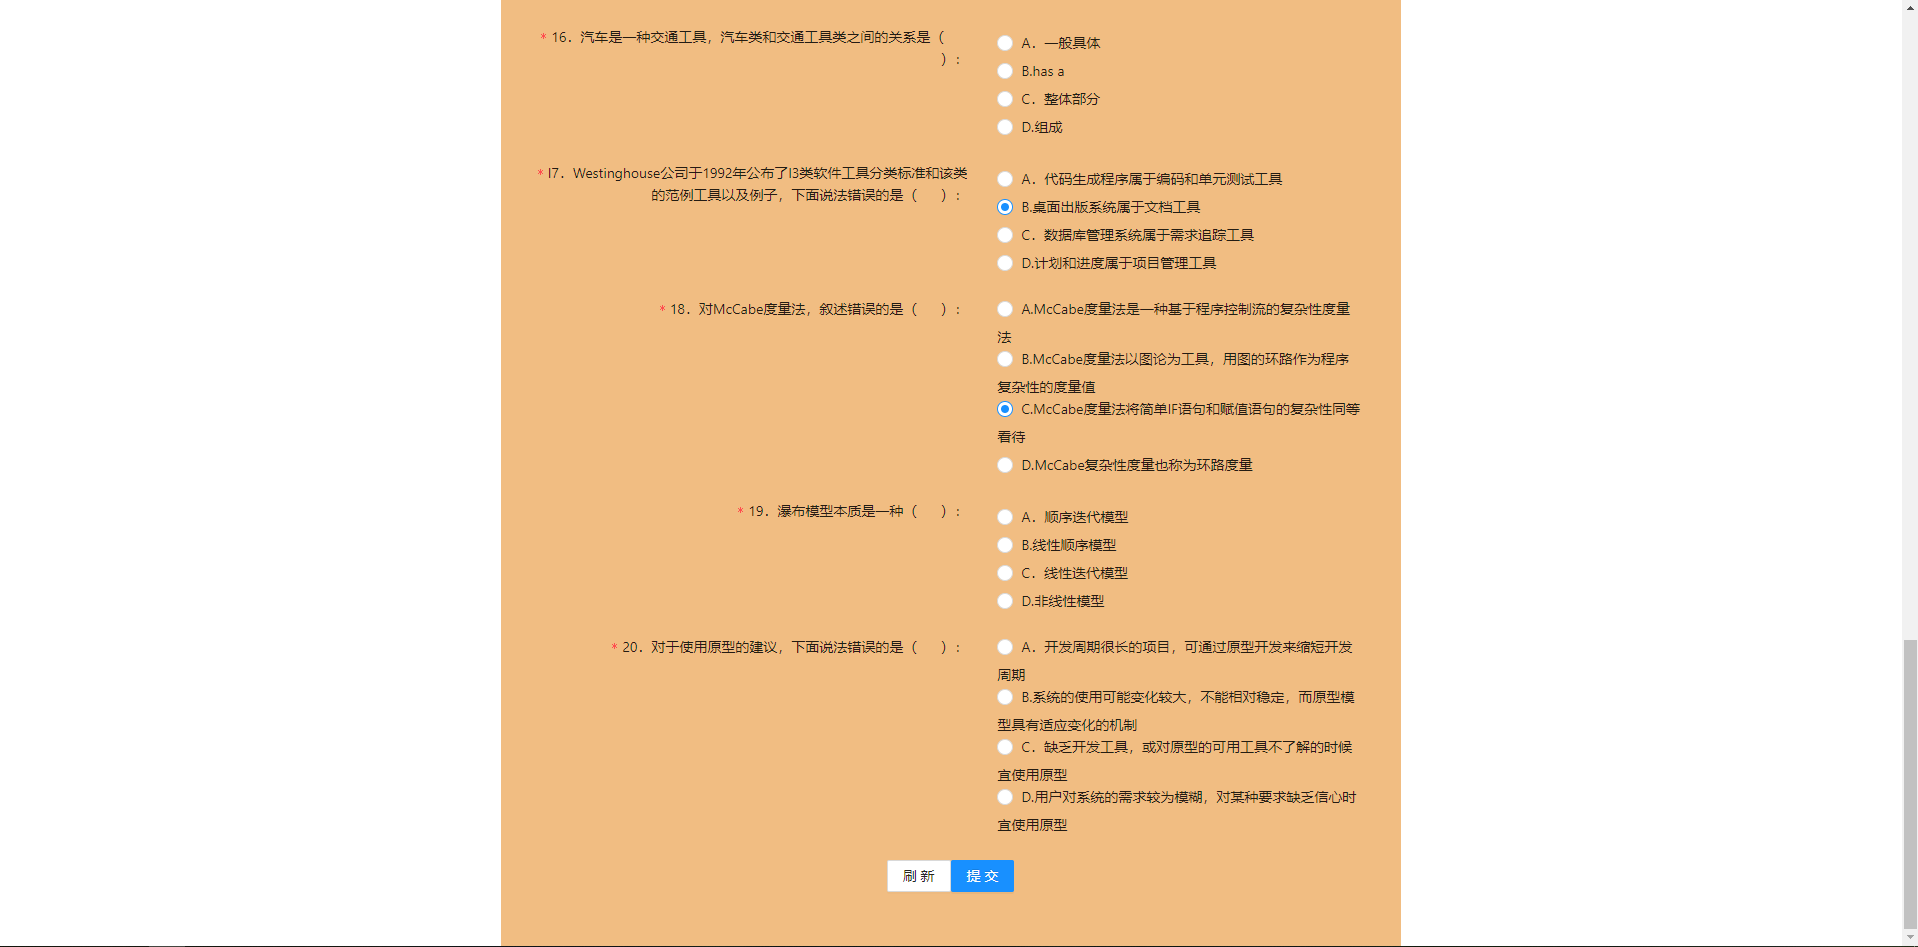 * 16．汽车是一种交通工具，汽车类和交通工具类之间的关系是（
）：
A．一般具体
B.has a
C．整体部分
D.组成
* I7．Westinghouse公司于1992年公布了I3类软件工具分类标准和该类
的范例工具以及例子，下面说法错误的是（　）：
A．代码生成程序属于编码和单元测试工具
B.桌面出版系统属于文档工具
C．数据库管理系统属于需求追踪工具
D.计划和进度属于项目管理工具
* 18．对McCabe度量法，叙述错误的是（　）：
A.McCabe度量法是一种基于程序控制流的复杂性度量
法
B.McCabe度量法以图论为工具，用图的环路作为程序
复杂性的度量值
C.McCabe度量法将简单IF语句和赋值语句的复杂性同等
看待
D.McCabe复杂性度量也称为环路度量
* 19．瀑布模型本质是一种（　）：
A．顺序迭代模型
B.线性顺序模型
C．线性迭代模型
D.非线性模型
* 20．对于使用原型的建议，下面说法错误的是（　）：
A．开发周期很长的项目，可通过原型开发来缩短开发
周期
B.系统的使用可能变化较大，不能相对稳定，而原型模
型具有适应变化的机制
C．缺乏开发工具，或对原型的可用工具不了解的时候
宜使用原型
D.用户对系统的需求较为模糊，对某种要求缺乏信心时
宜使用原型
刷 新 提 交